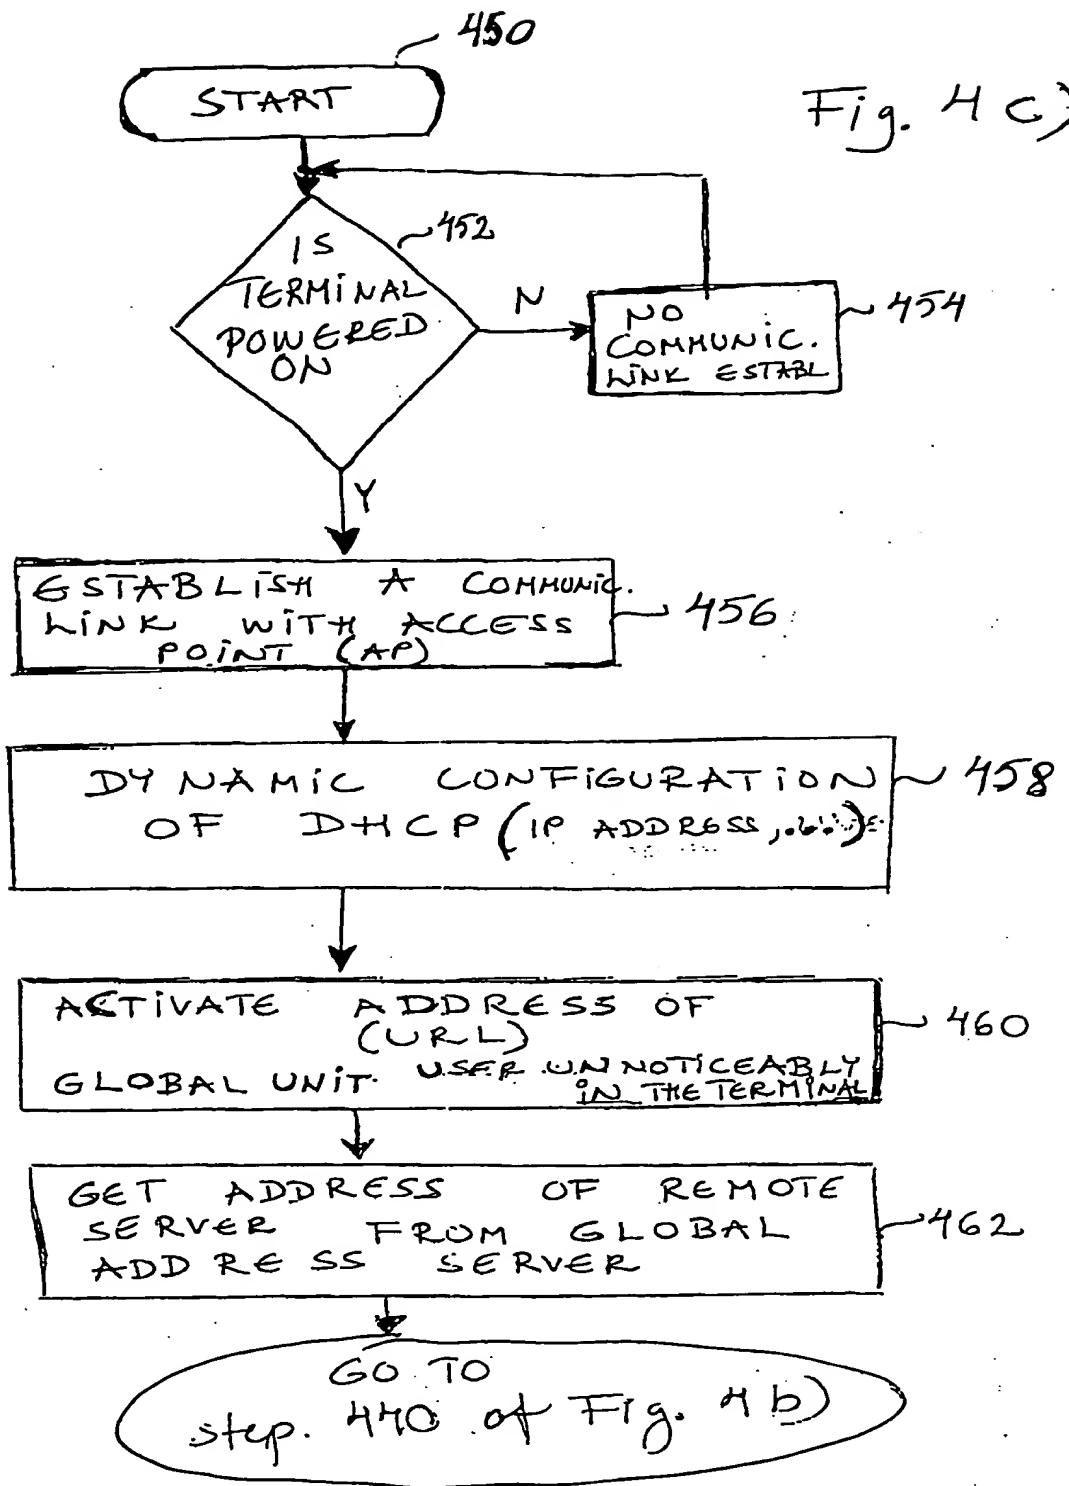 450
START
Fig. 4 c)
452
IS
TERMINAL
POWERED
ON
N
NO
COMMUNIC.
LINK ESTABL
454
Y
ESTABLISH A COMMUNIC.
LINK WITH ACCESS
POINT (AP)
456
DYNAMIC CONFIGURATION
OF DHCP (IP ADDRESS,
458
ACTIVATE ADDRESS OF
(URL)
GLOBAL UNIT. USER UNNOTICEABLY
IN THE TERMINAL
460
GET ADDRESS OF REMOTE
SERVER FROM GLOBAL
ADDRESS SERVER
462
GO TO
step. 440 of Fig. 4 b)